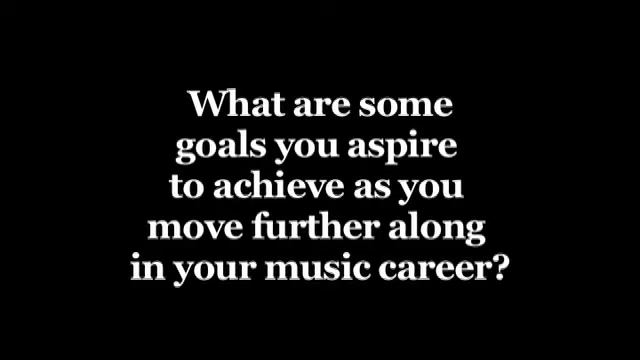 What are some
goals you aspire
to achieve as you
move further along
in your music career?